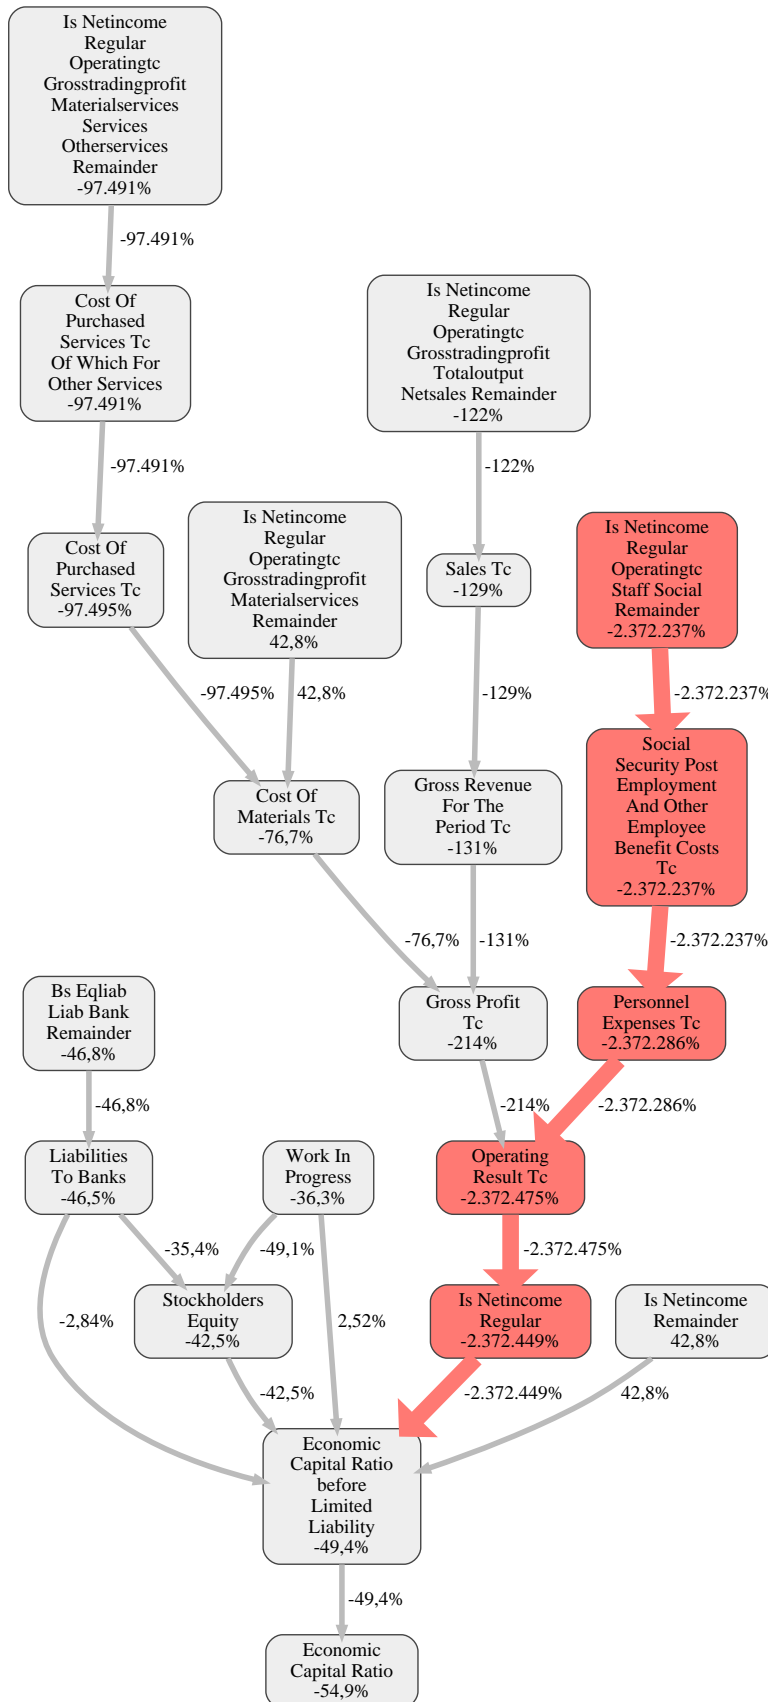 Is Netincome
Regular
Operatingtc
Grosstradingprofit
Materialservices
Services
Otherservices
Remainder
-97.491%
-97.491%
Cost Of
Purchased
Services Tc
Of Which For
Other Services
-97.491%
Is Netincome
Regular
Operatingtc
Grosstradingprofit
Totaloutput
Netsales Remainder
-122%
-97.491%
-122%
Cost Of
Purchased
Services Tc
-97.495%
Is Netincome
Regular
Operatingtc
Grosstradingprofit
Materialservices
Remainder
42,8%
Sales Tc
-129%
Is Netincome
Regular
Operatingtc
Staff Social
Remainder
-2.372.237%
-97.495%
42,8%
-129%
-2.372.237%
Cost Of
Materials Tc
-76,7%
Gross Revenue
For The
Period Tc
-131%
Social
Security Post
Employment
And Other
Employee
Benefit Costs
Tc
-2.372.237%
-76,7%
-131%
-2.372.237%
Bs Eqliab
Liab Bank
Remainder
-46,8%
Gross Profit
Tc
-214%
Personnel
Expenses Tc
-2.372.286%
-46,8%
-214%
-2.372.286%
Liabilities
To Banks
-46,5%
Work In
Progress
-36,3%
Operating
Result Tc
-2.372.475%
-35,4%
-49,1%
-2.372.475%
-2,84%
Stockholders
Equity
-42,5%
2,52%
Is Netincome
Regular
-2.372.449%
Is Netincome
Remainder
42,8%
-42,5%
-2.372.449%
42,8%
Economic
Capital Ratio
before
Limited
Liability
-49,4%
-49,4%
Economic
Capital Ratio
-54,9%